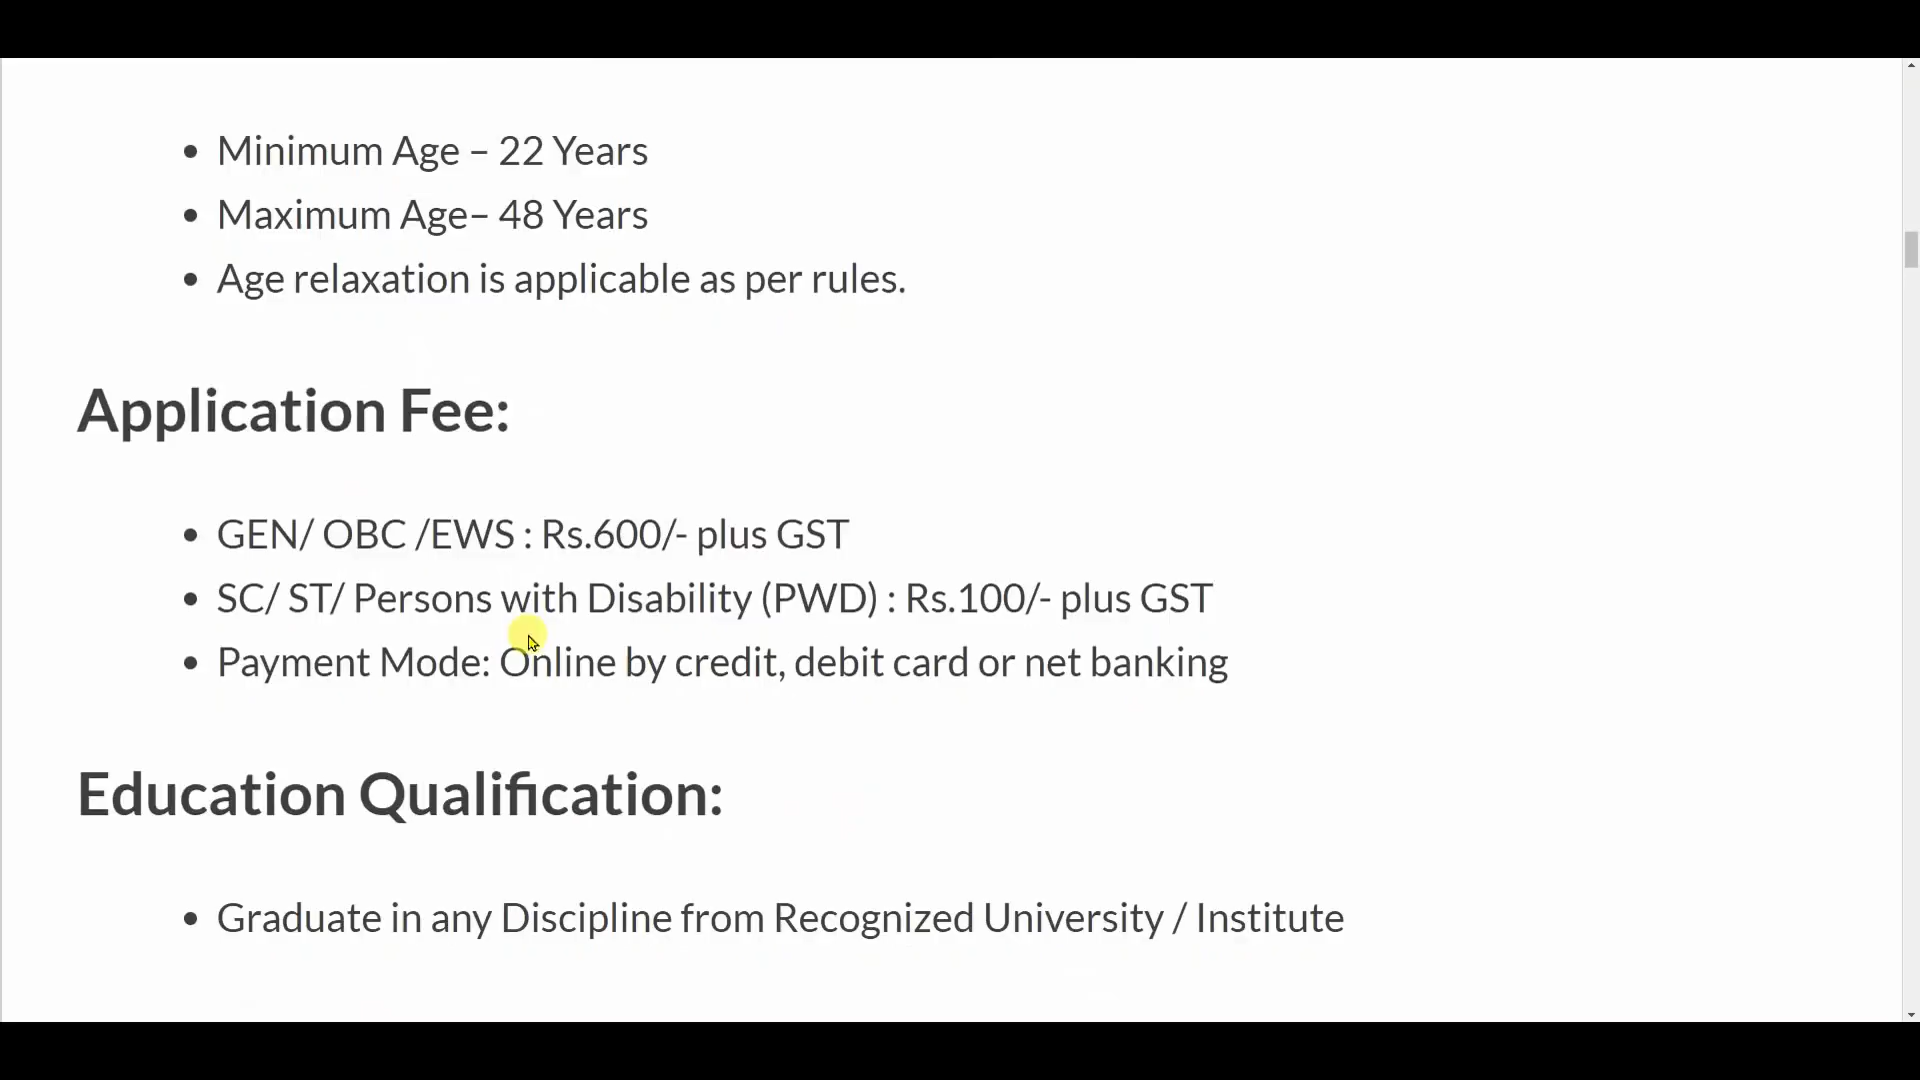 • Minimum Age – 22 Years
• Maximum Age– 48 Years
• Age relaxation is applicable as per rules.
Application Fee:
• GEN/ OBC /EWS : Rs.600/- plus GST
• SC/ ST/ Persons with Disability (PWD) : Rs.100/- plus GST
• Payment Mode: Online by credit, debit card or net banking
Education Qualification:
• Graduate in any Discipline from Recognized University / Institute